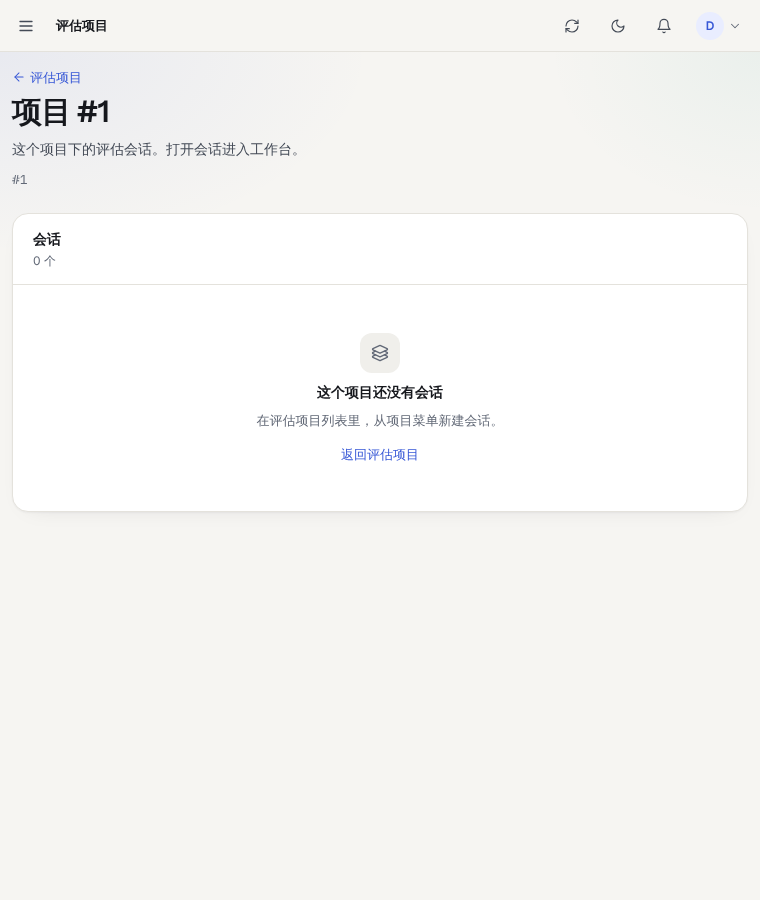 评估项目
D
评估项目
项目 #1
这个项目下的评估会话。打开会话进入工作台。
#1
会话
0 个
这个项目还没有会话
在评估项目列表里，从项目菜单新建会话。
返回评估项目